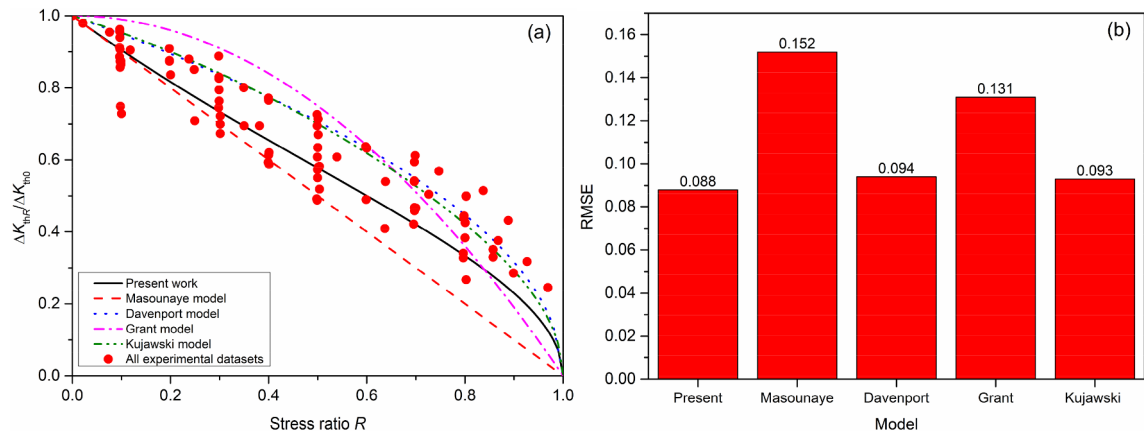 (a)
1.0
0.8
0.6
0.4
0.2
0.0
ΔK_thR/ΔK_th0
Present work
Masounaye model
Davenport model
Grant model
Kujawski model
All experimental datasets
0.0 0.2 0.4 0.6 0.8 1.0
Stress ratio R
(b)
0.16
0.14
0.12
0.10
0.08
0.06
0.04
0.02
0.00
RMSE
0.088
0.152
0.094
0.131
0.093
Present Masounaye Davenport Grant Kujawski
Model